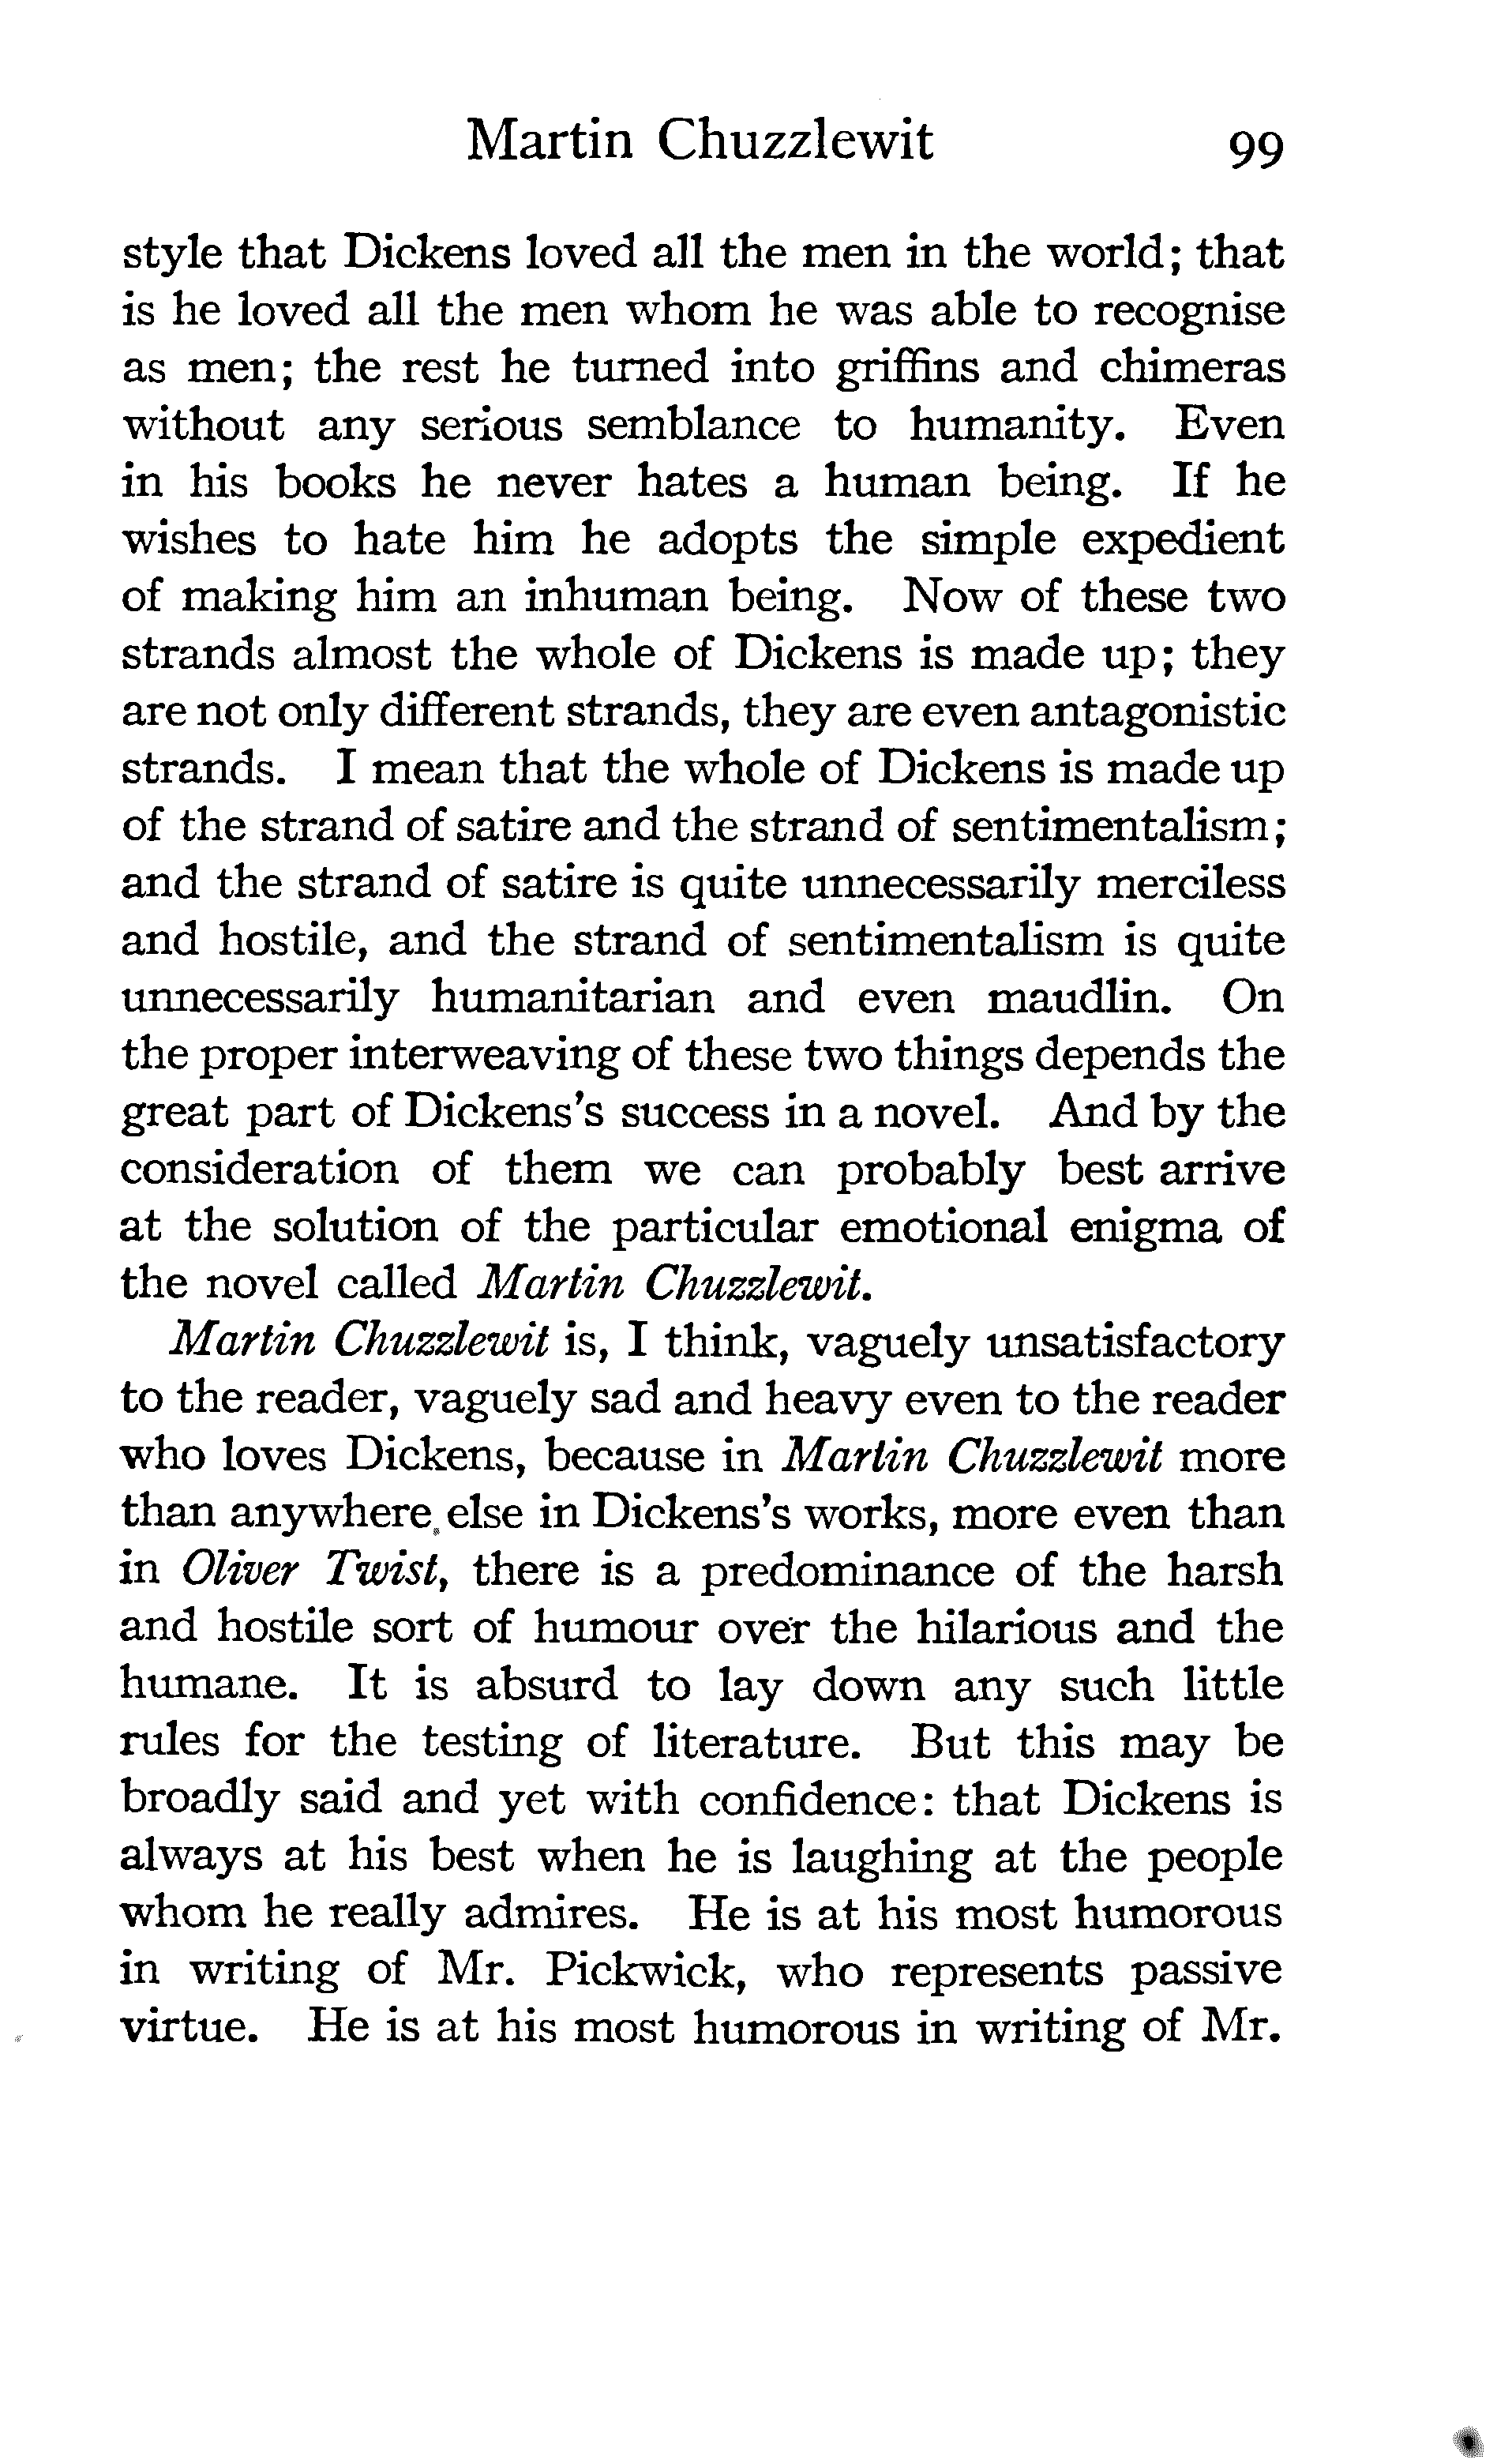 Martin Chuzzlewit 99
style that Dickens loved all the men in the world; that
is he loved all the men whom he was able to recognise
as men; the rest he turned into griffins and chimeras
without any serious semblance to humanity. Even
in his books he never hates a human being. If he
wishes to hate him he adopts the simple expedient
of making him an inhuman being. Now of these two
strands almost the whole of Dickens is made up; they
are not only different strands, they are even antagonistic
strands. I mean that the whole of Dickens is made up
of the strand of satire and the strand of sentimentalism;
and the strand of satire is quite unnecessarily merciless
and hostile, and the strand of sentimentalism is quite
unnecessarily humanitarian and even maudlin. On
the proper interweaving of these two things depends the
great part of Dickens's success in a novel. And by the
consideration of them we can probably best arrive
at the solution of the particular emotional enigma of
the novel called Martin Chuzzlewit.
Martin Chuzzlewit is, I think, vaguely unsatisfactory
to the reader, vaguely sad and heavy even to the reader
who loves Dickens, because in Martin Chuzzlewit more
than anywhere else in Dickens's works, more even than
in Oliver Twist, there is a predominance of the harsh
and hostile sort of humour over the hilarious and the
humane. It is absurd to lay down any such little
rules for the testing of literature. But this may be
broadly said and yet with confidence: that Dickens is
always at his best when he is laughing at the people
whom he really admires. He is at his most humorous
in writing of Mr. Pickwick, who represents passive
virtue. He is at his most humorous in writing of Mr.